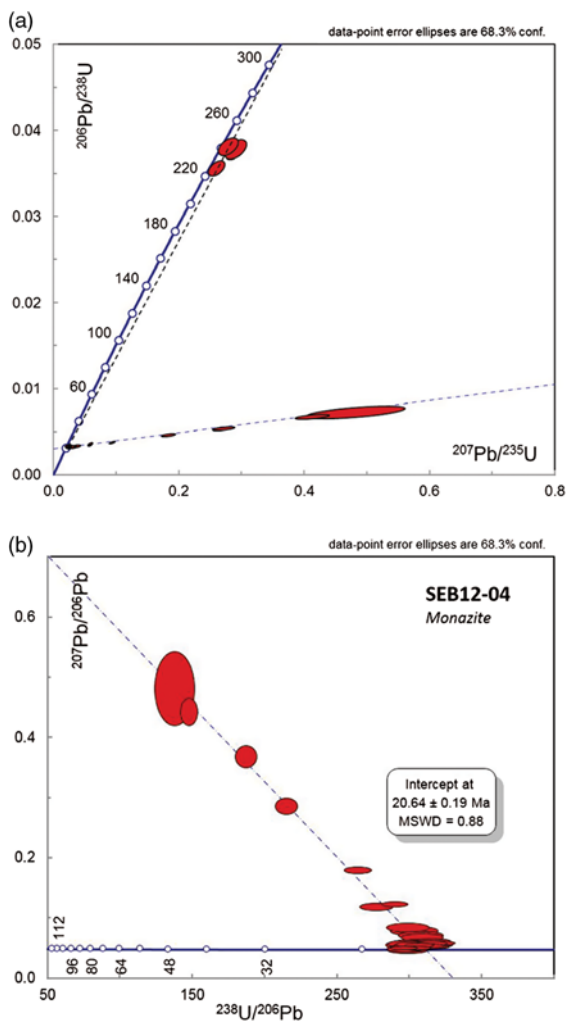 (a)
data-point error ellipses are 68.3% conf.
0.05
0.04
0.03
0.02
0.01
0.00
206Pb/238U
300
260
220
180
140
100
60
207Pb/235U
0.0 0.2 0.4 0.6 0.8
(b)
data-point error ellipses are 68.3% conf.
SEB12-04
Monazite
207Pb/206Pb
0.6
0.4
0.2
0.0
Intercept at
20.64 ± 0.19 Ma
MSWD = 0.88
112
96 80 64 48 32
50 150 250 350
238U/206Pb